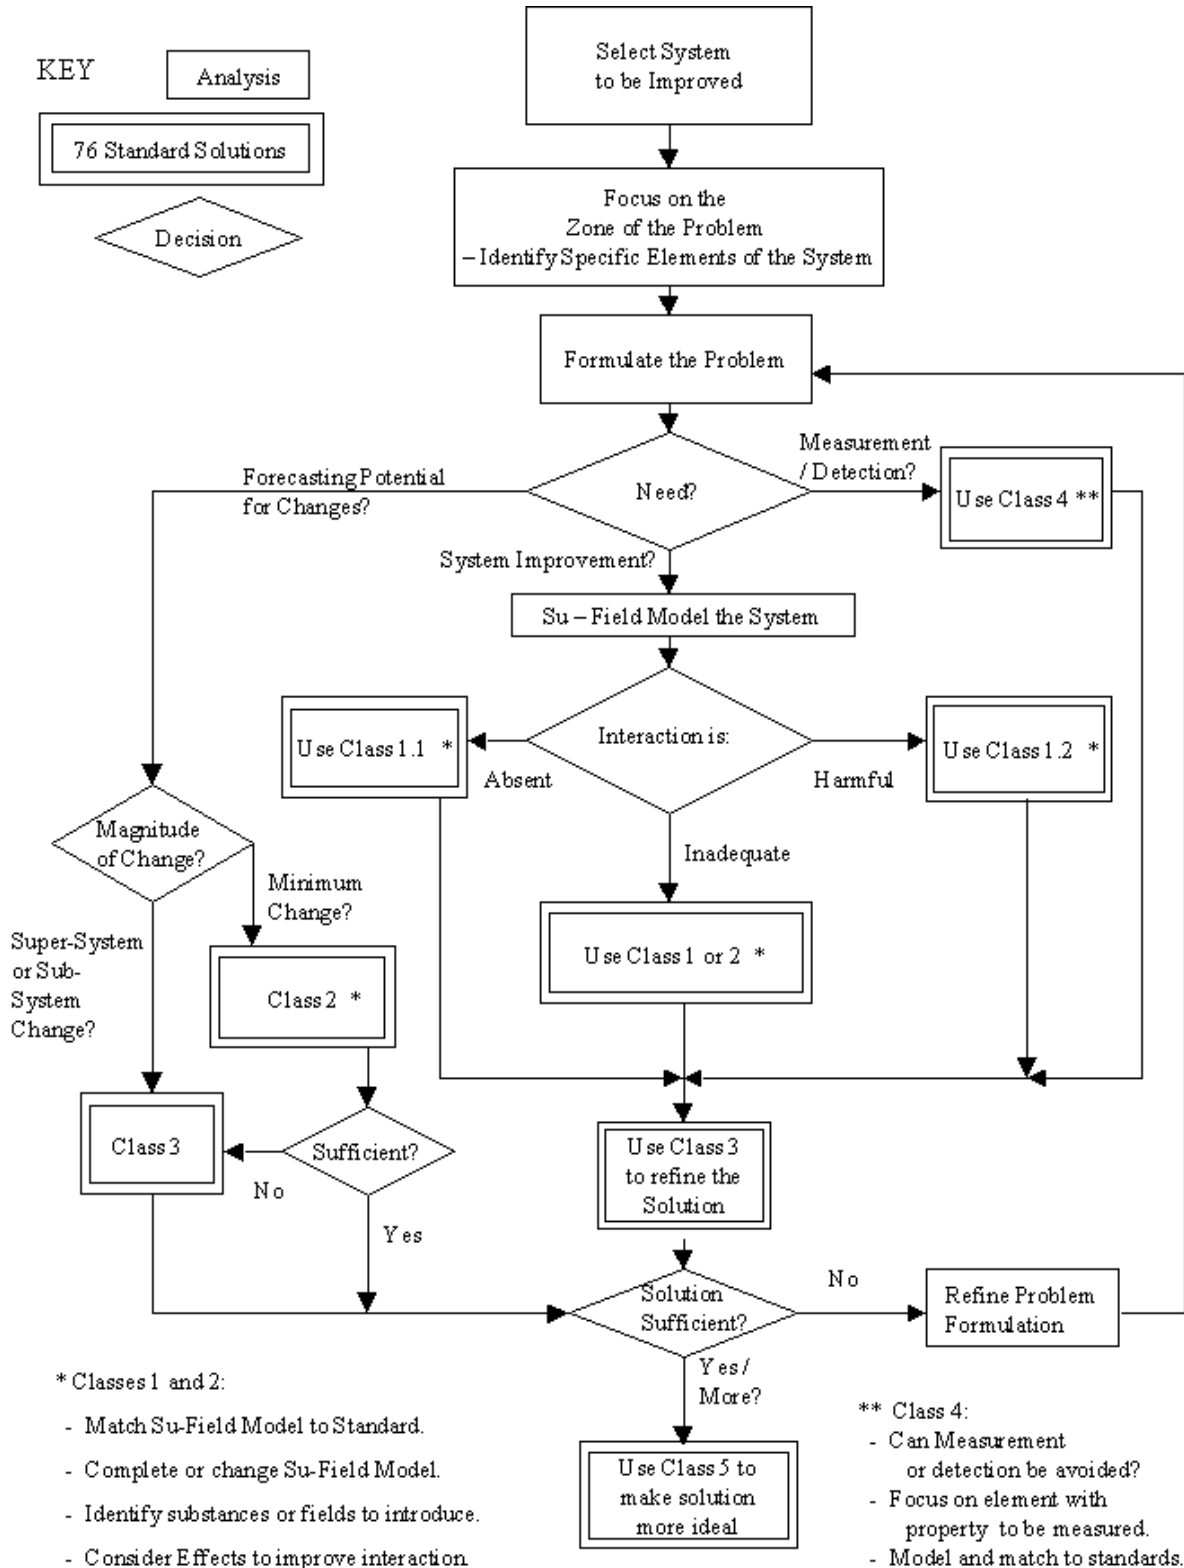 KEY
Analysis
76 Standard Solutions
Decision
Select System
to be Improved
Focus on the
Zone of the Problem
– Identify Specific Elements of the System
Formulate the Problem
Need?
Measurement
/ Detection?
Use Class 4 **
Forecasting Potential
for Changes?
System Improvement?
Su – Field Model the System
Interaction is:
Use Class 1.1 *
Absent
Harmful
Use Class 1.2 *
Inadequate
Use Class 1 or 2 *
Magnitude
of Change?
Minimum
Change?
Super-System
or Sub-
System
Change?
Class 2 *
Class 3
Sufficient?
No
Yes
Use Class 3
to refine the
Solution
Solution
Sufficient?
No
Refine Problem
Formulation
Yes /
More?
Use Class 5 to
make solution
more ideal
* Classes 1 and 2:
- Match Su-Field Model to Standard.
- Complete or change Su-Field Model.
- Identify substances or fields to introduce.
- Consider Effects to improve interaction
** Class 4:
- Can Measurement
or detection be avoided?
- Focus on element with
property to be measured.
- Model and match to standards.